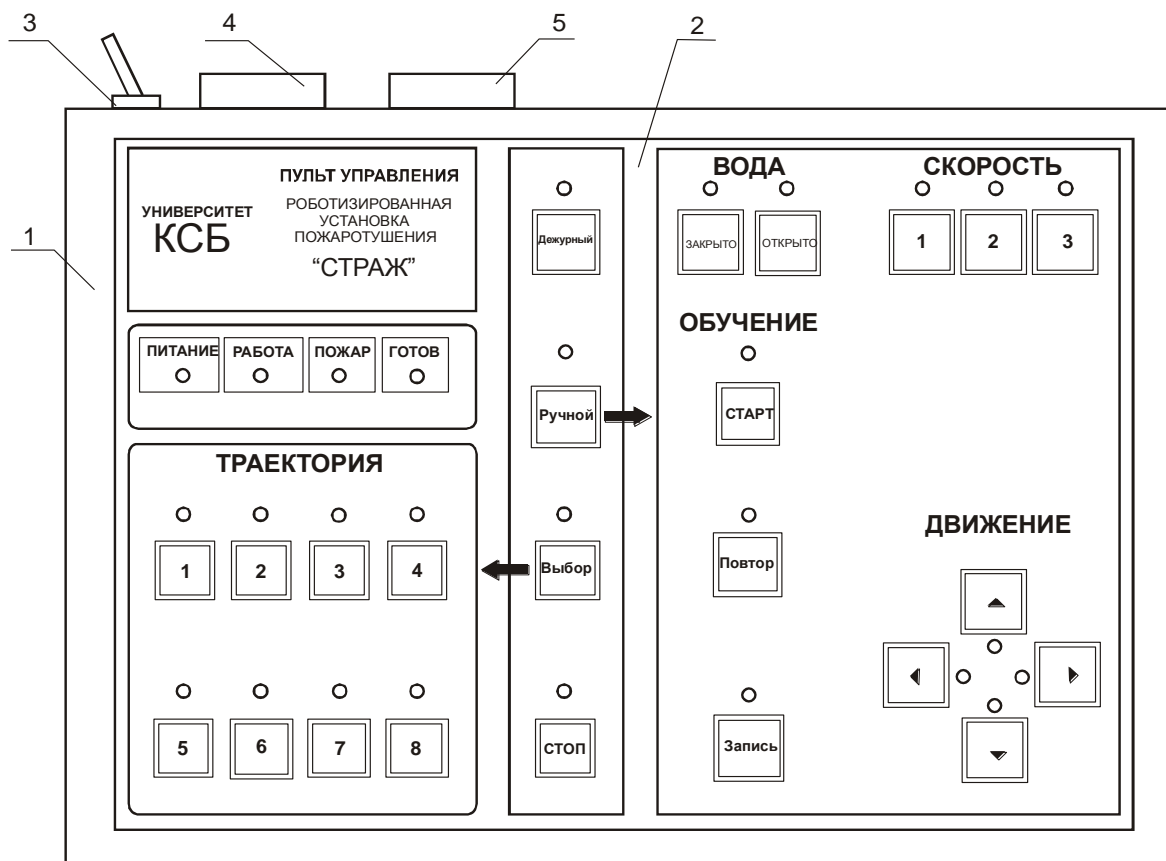 3
4
5
2
1
УНИВЕРСИТЕТ
КСБ
ПУЛЬТ УПРАВЛЕНИЯ
РОБОТИЗИРОВАННАЯ
УСТАНОВКА
ПОЖАРОТУШЕНИЯ
“СТРАЖ”
ПИТАНИЕ
РАБОТА
ПОЖАР
ГОТОВ
ТРАЕКТОРИЯ
1
2
3
4
5
6
7
8
Дежурный
Ручной
Выбор
СТОП
ВОДА
ЗАКРЫТО
ОТКРЫТО
СКОРОСТЬ
1
2
3
ОБУЧЕНИЕ
СТАРТ
Повтор
Запись
ДВИЖЕНИЕ